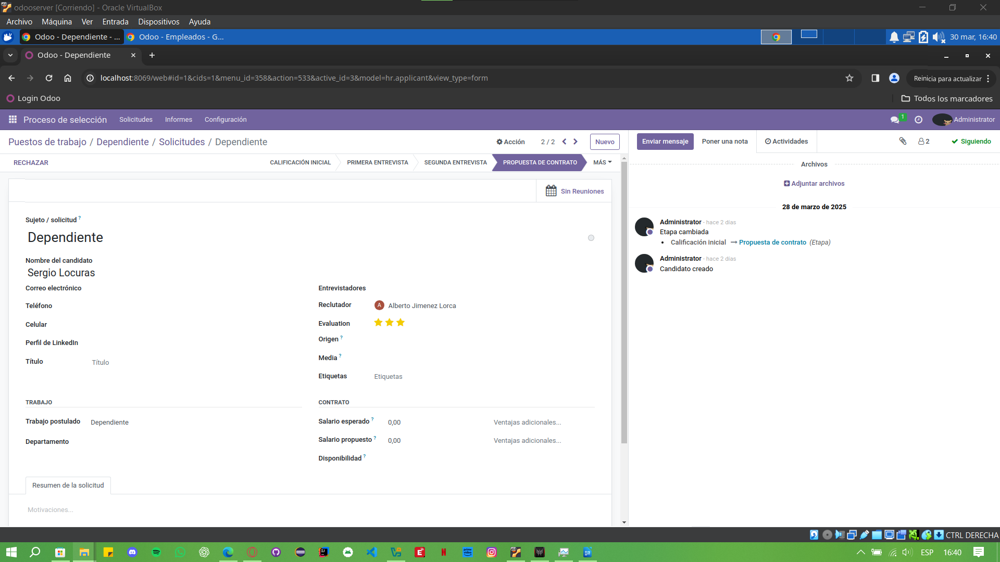 odooserver [Corriendo] - Oracle VirtualBox
Archivo Máquina Ver Entrada Dispositivos Ayuda
Odoo - Dependiente - ... Odoo - Empleados - G... 30 mar, 16:40
Odoo - Dependiente
localhost:8069/web#id=1&cids=1&menu_id=358&action=533&active_id=3&model=hr.applicant&view_type=form Reinicia para actualizar
Login Odoo Todos los marcadores
Proceso de selección Solicitudes Informes Configuración 1 Administrator
Puestos de trabajo / Dependiente / Solicitudes / Dependiente Acción 2 / 2 Nuevo Enviar mensaje Poner una nota Actividades 2 Siguiendo
RECHAZAR CALIFICACIÓN INICIAL PRIMERA ENTREVISTA SEGUNDA ENTREVISTA PROPUESTA DE CONTRATO MÁS
Archivos
Sin Reuniones
Adjuntar archivos
28 de marzo de 2025
Sujeto / solicitud ?
Dependiente
Administrator - hace 2 días
Etapa cambiada
• Calificación inicial → Propuesta de contrato (Etapa)
Administrator - hace 2 días
Candidato creado
Nombre del candidato
Sergio Locuras
Correo electrónico Entrevistadores
Teléfono Reclutador A Alberto Jimenez Lorca
Celular Evaluation
Perfil de LinkedIn Origen ?
Título Título Media ?
Etiquetas Etiquetas
TRABAJO CONTRATO
Trabajo postulado Dependiente Salario esperado ? 0,00 Ventajas adicionales...
Departamento Salario propuesto ? 0,00 Ventajas adicionales...
Disponibilidad ?
Resumen de la solicitud
Motivaciones...
CTRL DERECHA
ESP 16:40